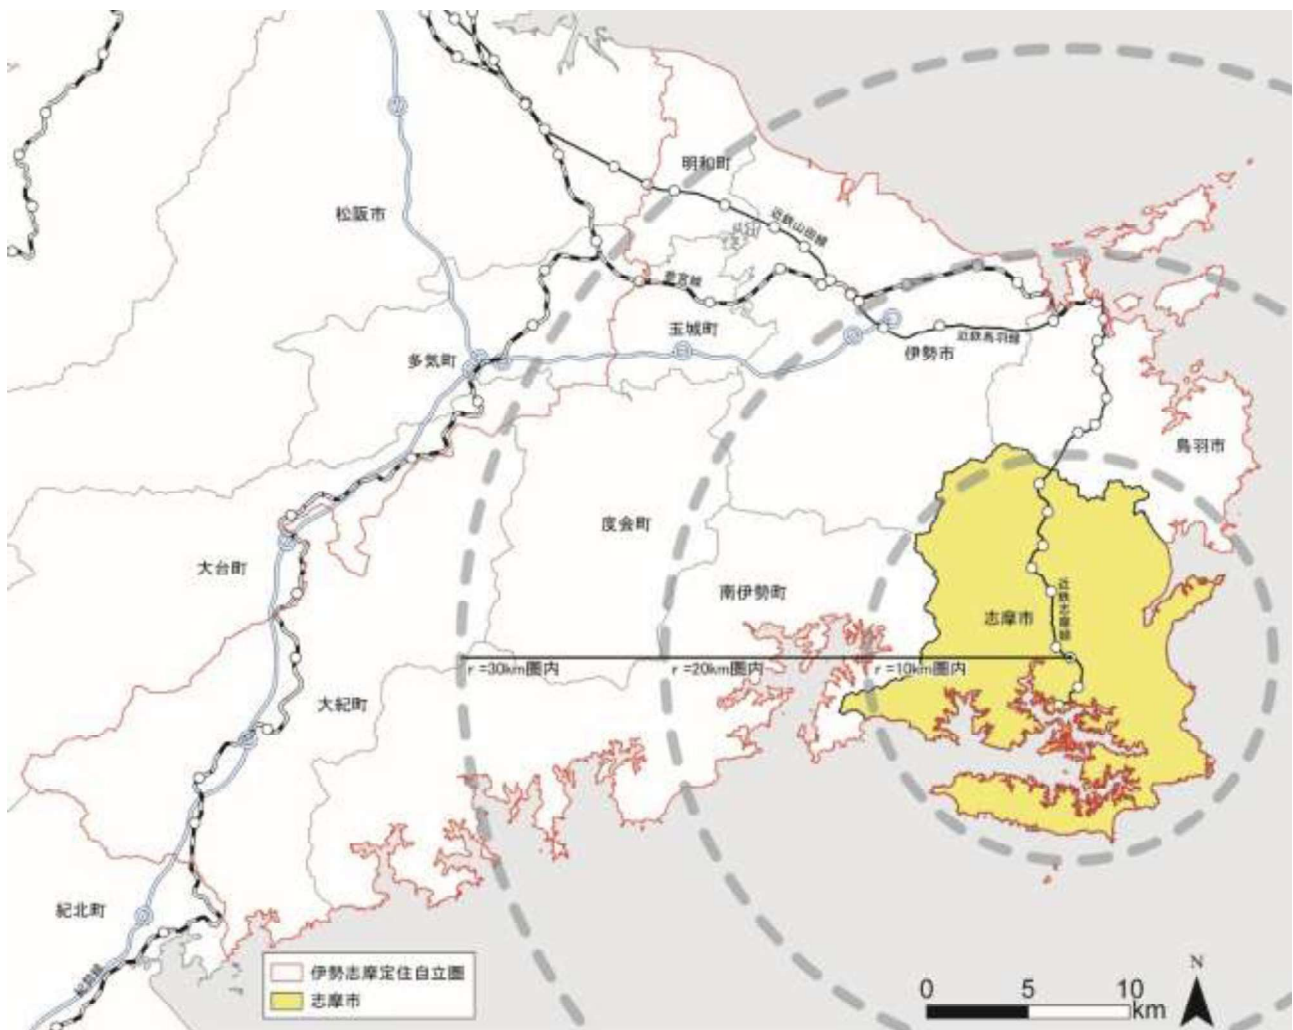 明和町
松阪市
近鉄山田線
参宮線
玉城町
多気町
伊勢市
近鉄鳥羽線
鳥羽市
度会町
大台町
南伊勢町
志摩市
近鉄志摩線
r=30km圏内
r=20km圏内
r=10km圏内
大紀町
紀北町
紀勢線
伊勢志摩定住自立圏
志摩市
N
0 5 10
km